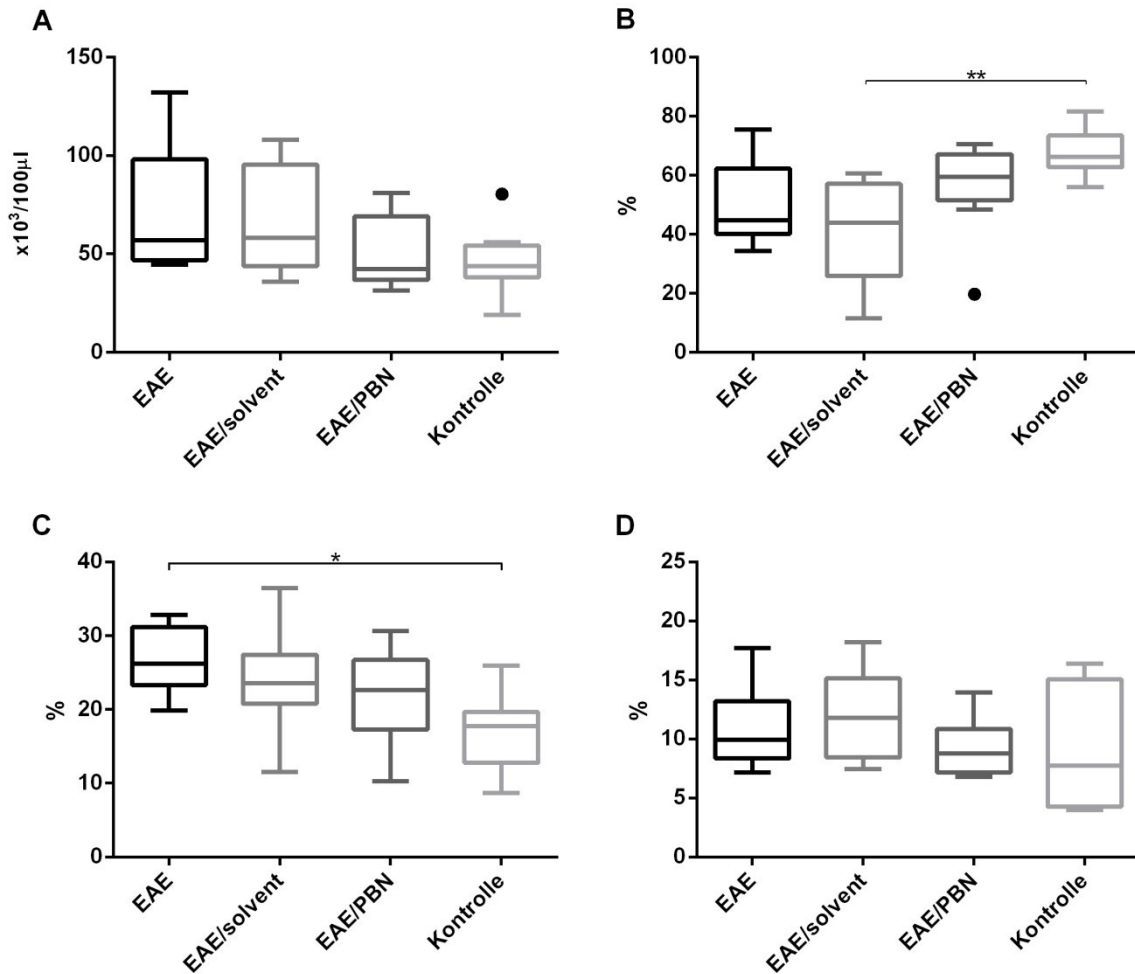 A
150
100
50
0
x10³/100µl
EAE
EAE/solvent
EAE/PBN
Kontrolle
B
100
80
60
40
20
0
%
**
EAE
EAE/solvent
EAE/PBN
Kontrolle
C
40
30
20
10
0
%
*
EAE
EAE/solvent
EAE/PBN
Kontrolle
D
25
20
15
10
5
0
%
EAE
EAE/solvent
EAE/PBN
Kontrolle